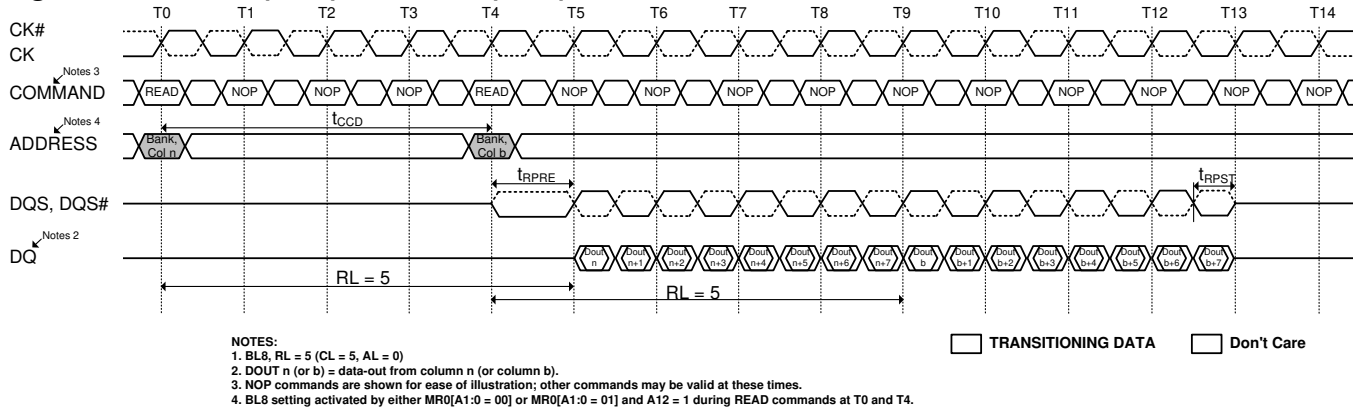 T0 T1 T2 T3 T4 T5 T6 T7 T8 T9 T10 T11 T12 T13 T14
CK#
CK
Notes 3
COMMAND READ NOP NOP NOP READ NOP NOP NOP NOP NOP NOP NOP NOP NOP NOP
tCCD
Notes 4
ADDRESS
Bank, Col n
Bank, Col b
tRPRE
tRPST
DQS, DQS#
Notes 2
DQ
Dout n
Dout n+1
Dout n+2
Dout n+3
Dout n+4
Dout n+5
Dout n+6
Dout n+7
Dout b
Dout b+1
Dout b+2
Dout b+3
Dout b+4
Dout b+5
Dout b+6
Dout b+7
RL = 5
RL = 5
NOTES:
1. BL8, RL = 5 (CL = 5, AL = 0)
2. DOUT n (or b) = data-out from column n (or column b).
3. NOP commands are shown for ease of illustration; other commands may be valid at these times.
4. BL8 setting activated by either MR0[A1:0 = 00] or MR0[A1:0 = 01] and A12 = 1 during READ commands at T0 and T4.
TRANSITIONING DATA
Don't Care